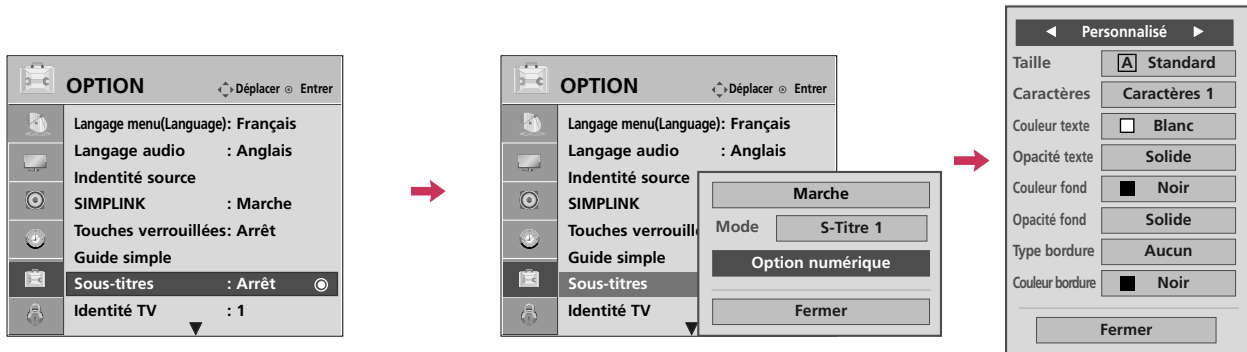 OPTION Déplacer Entrer
Langage menu(Language): Français
Langage audio : Anglais
Indentité source
SIMPLINK : Marche
Touches verrouillées: Arrêt
Guide simple
Sous-titres : Arrêt
Identité TV : 1
OPTION Déplacer Entrer
Langage menu(Language): Français
Langage audio : Anglais
Indentité source
SIMPLINK
Touches verrouill
Guide simple
Sous-titres
Identité TV
Marche
Mode S-Titre 1
Option numérique
Fermer
Personnalisé
Taille A Standard
Caractères Caractères 1
Couleur texte Blanc
Opacité texte Solide
Couleur fond Noir
Opacité fond Solide
Type bordure Aucun
Couleur bordure Noir
Fermer